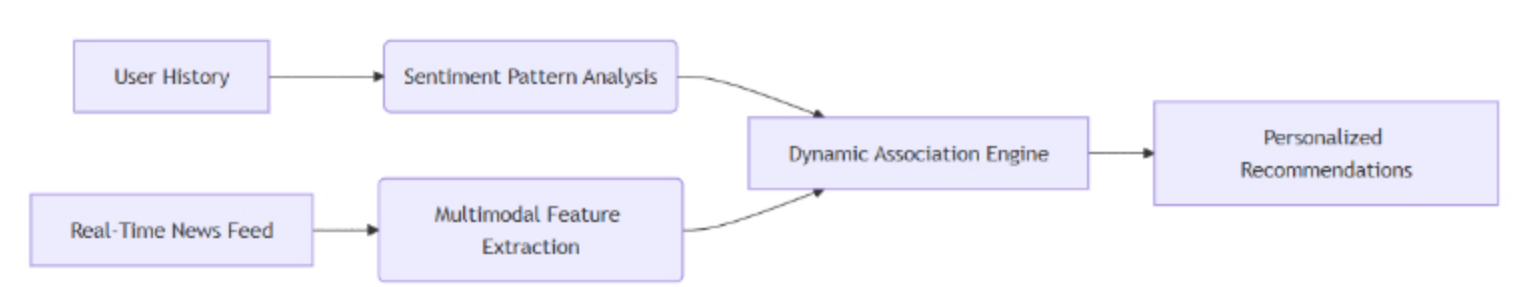 User History
Sentiment Pattern Analysis
Dynamic Association Engine
Personalized
Recommendations
Real-Time News Feed
Multimodal Feature
Extraction